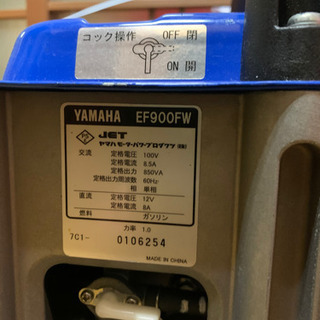 コック操作 OFF 閉
ON 開
YAMAHA EF900FW
JET ヤマハモーターパワープロダクツ(株)
交流 定格電圧 100V
定格電流 8.5A
定格出力 850VA
定格出力周波数 60Hz
相 単相
直流 定格電圧 12V
定格電流 8A
燃料 ガソリン
力率 1.0
7C1- 0106254
MADE IN CHINA